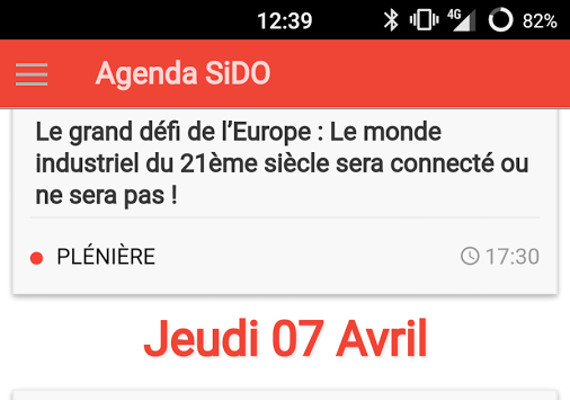 12:39 4G 82%
Agenda SiDO
Le grand défi de l’Europe : Le monde
industriel du 21ème siècle sera connecté ou
ne sera pas !
PLÉNIÈRE 17:30
Jeudi 07 Avril